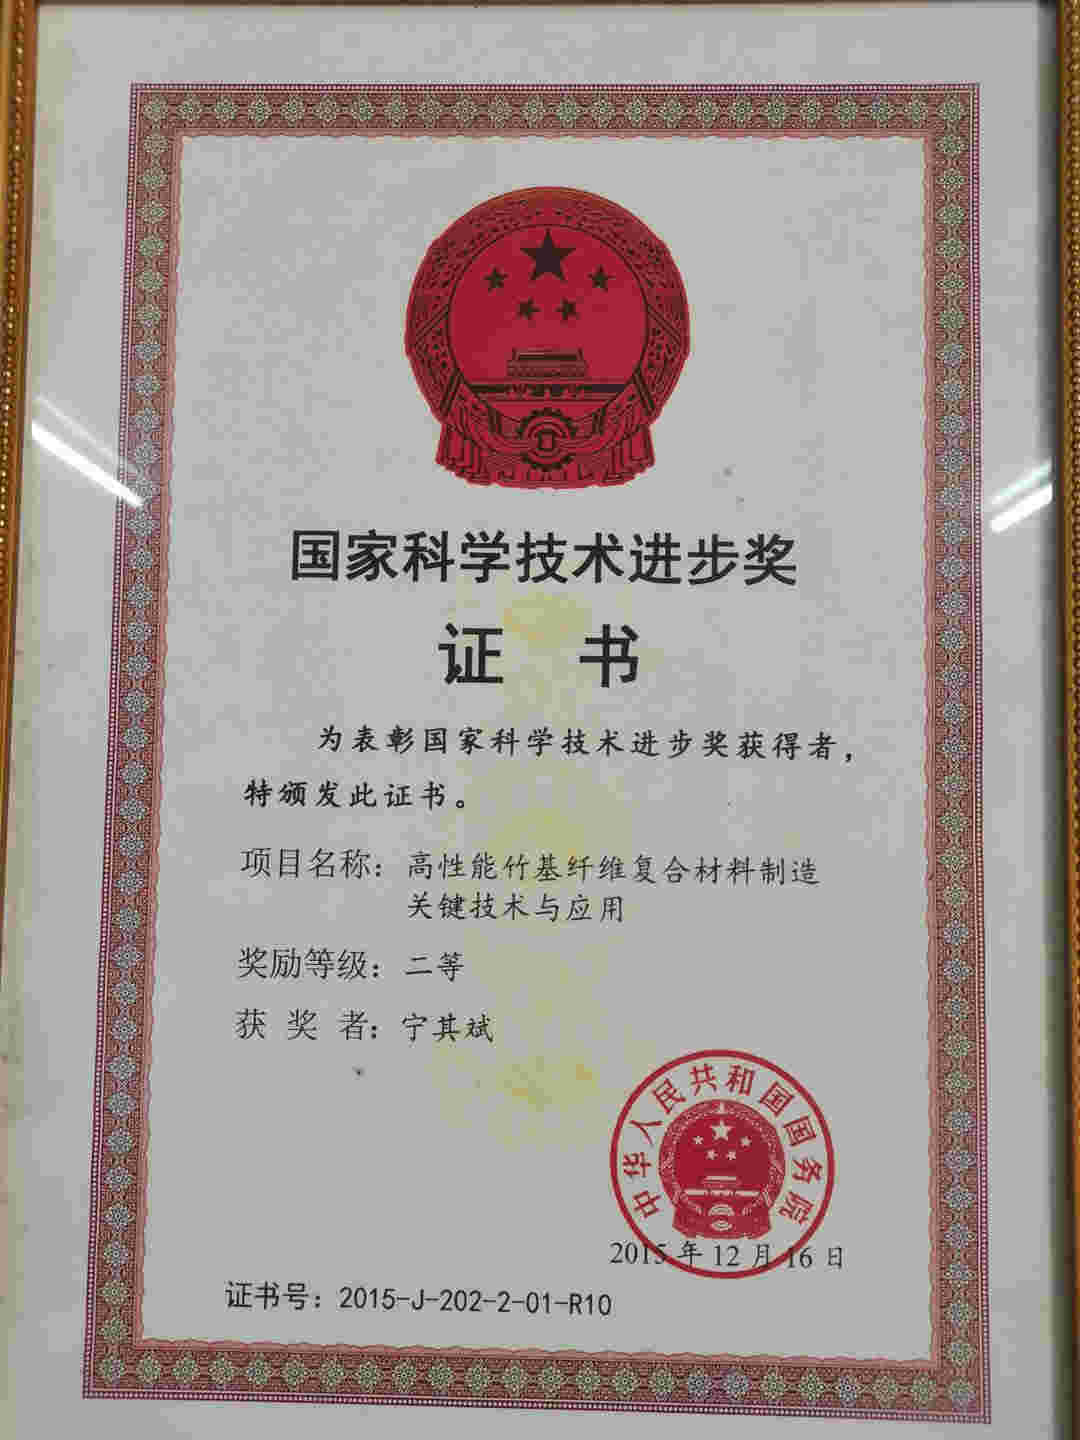 国家科学技术进步奖
证 书
为表彰国家科学技术进步奖获得者，
特颁发此证书。
项目名称：高性能竹基纤维复合材料制造
关键技术与应用
奖励等级：二等
获 奖 者：宁其斌
中华人民共和国国务院
2015年12月16日
证书号：2015-J-202-2-01-R10